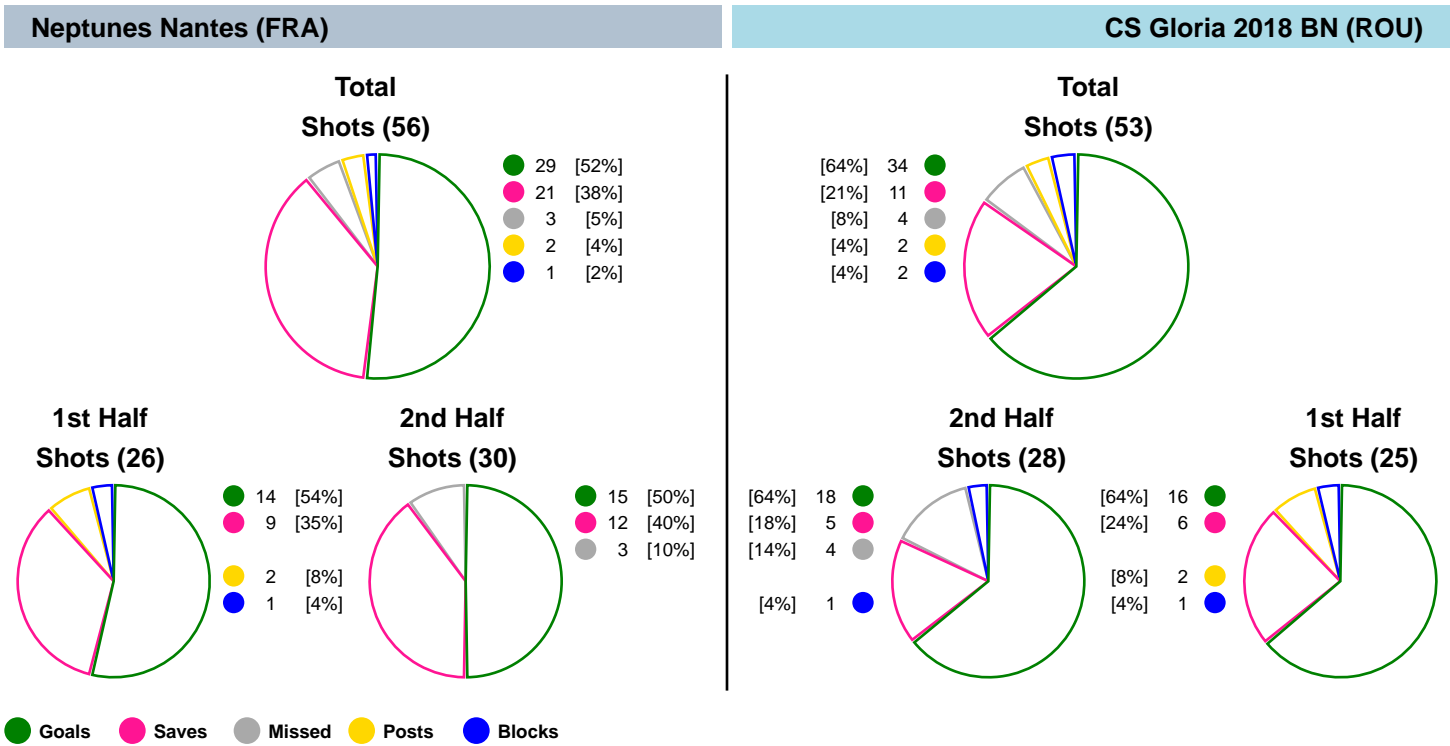 Neptunes Nantes (FRA)
CS Gloria 2018 BN (ROU)
Total
Shots (56)
29 [52%]
21 [38%]
3 [5%]
2 [4%]
1 [2%]
Total
Shots (53)
[64%] 34
[21%] 11
[8%] 4
[4%] 2
[4%] 2
1st Half
Shots (26)
14 [54%]
9 [35%]
2 [8%]
1 [4%]
2nd Half
Shots (30)
15 [50%]
12 [40%]
3 [10%]
2nd Half
Shots (28)
[64%] 18
[18%] 5
[14%] 4
[4%] 1
1st Half
Shots (25)
[64%] 16
[24%] 6
[8%] 2
[4%] 1
Goals Saves Missed Posts Blocks